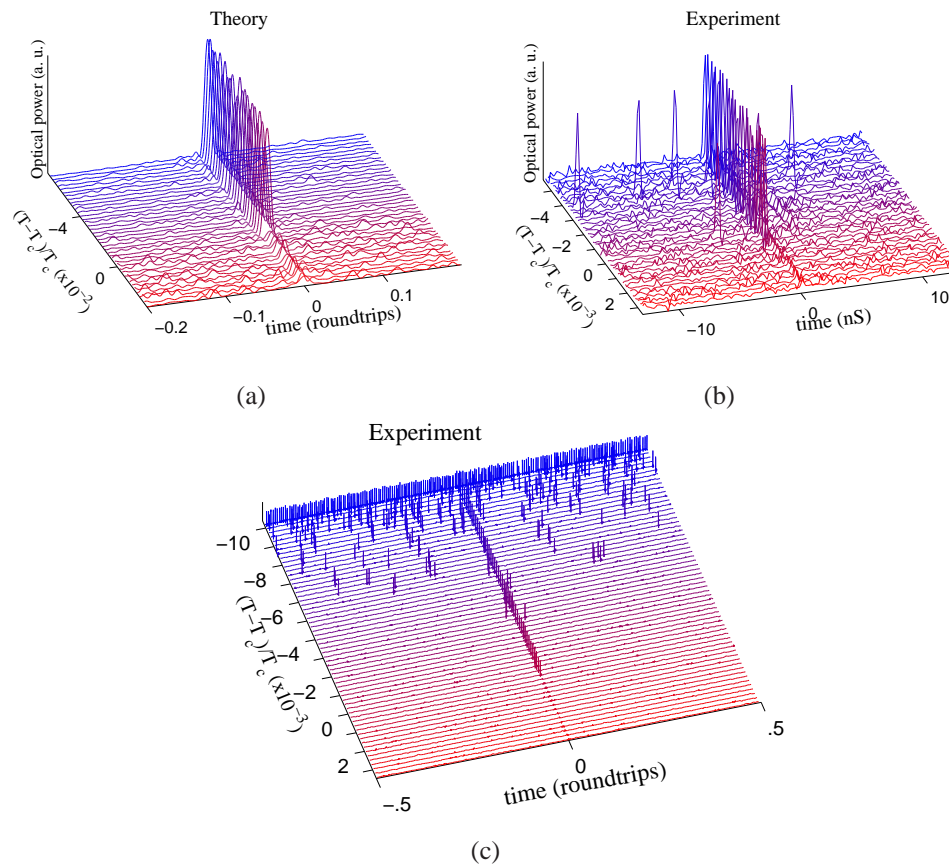 Theory
Optical power (a. u.)
−4
0
(T−T_c)/T_c (x10^−2)
−0.2
−0.1
0
0.1
time (roundtrips)
(a)
Experiment
Optical power (a. u.)
−4
−2
0
2
(T−T_c)/T_c (x10^−3)
−10
0
10
time (nS)
(b)
Experiment
−10
−8
−6
−4
−2
0
2
(T−T_c)/T_c (x10^−3)
−.5
0
.5
time (roundtrips)
(c)